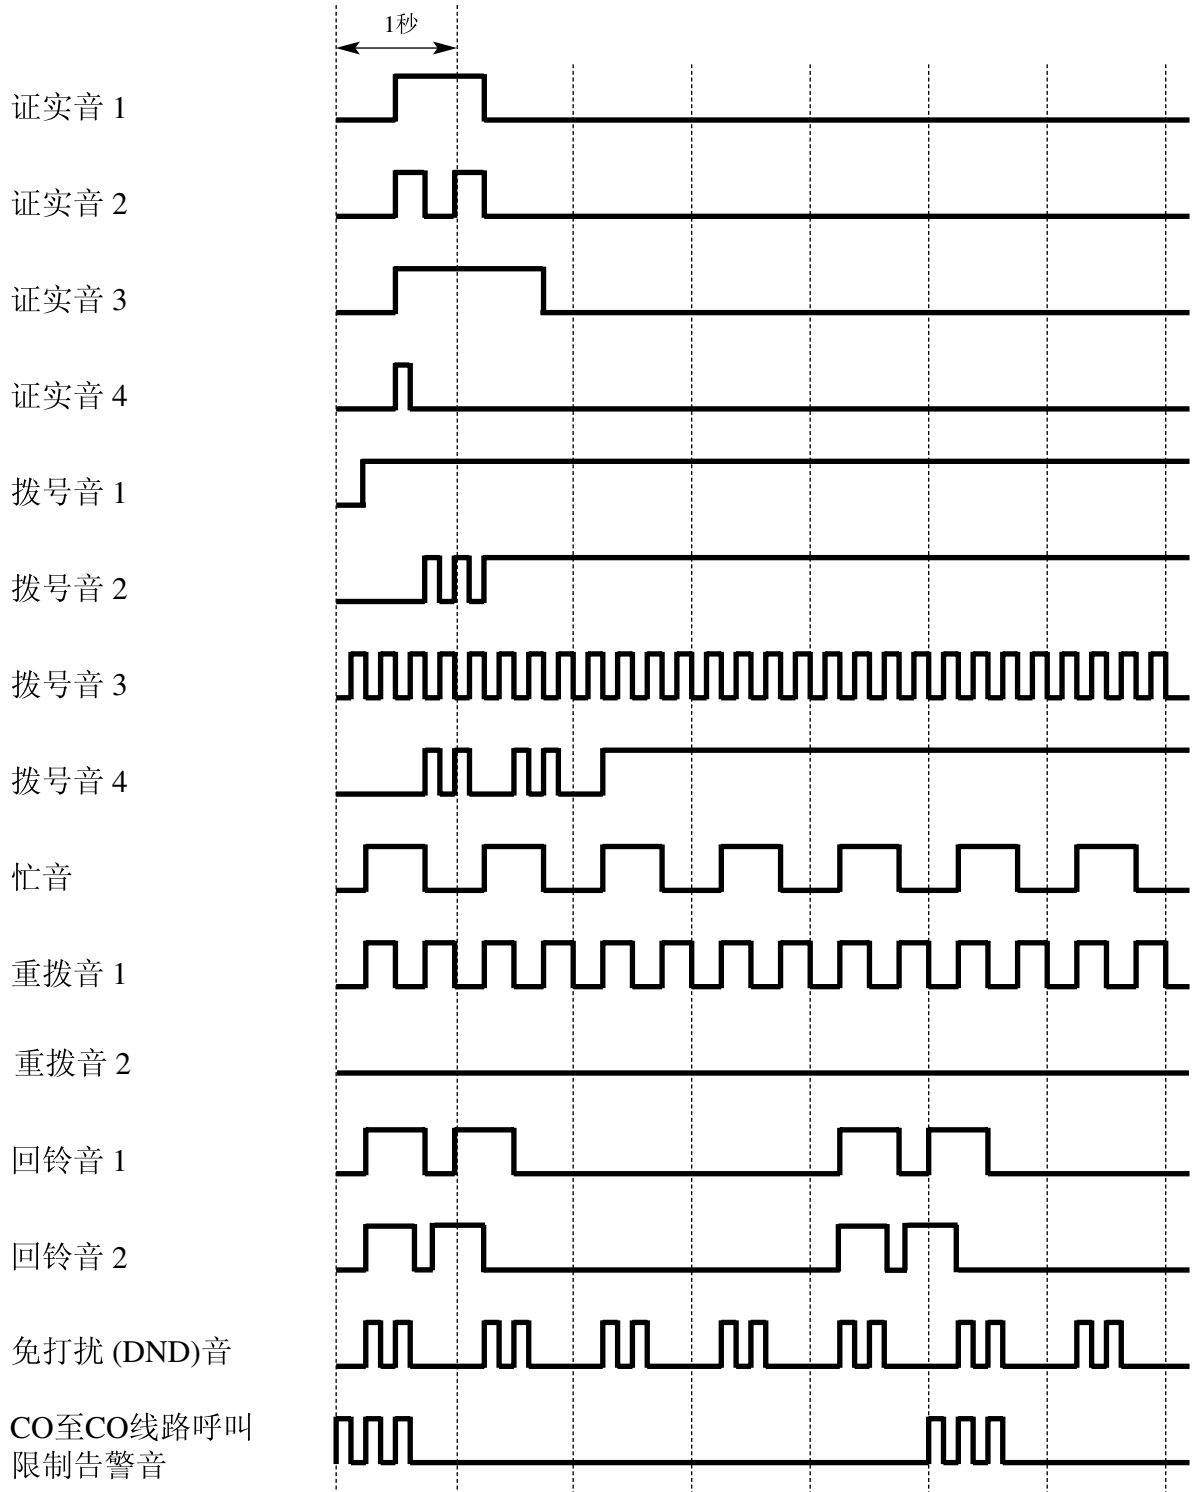 1秒
证实音 1
证实音 2
证实音 3
证实音 4
拨号音 1
拨号音 2
拨号音 3
拨号音 4
忙音
重拨音 1
重拨音 2
回铃音 1
回铃音 2
免打扰 (DND)音
CO至CO线路呼叫
限制告警音